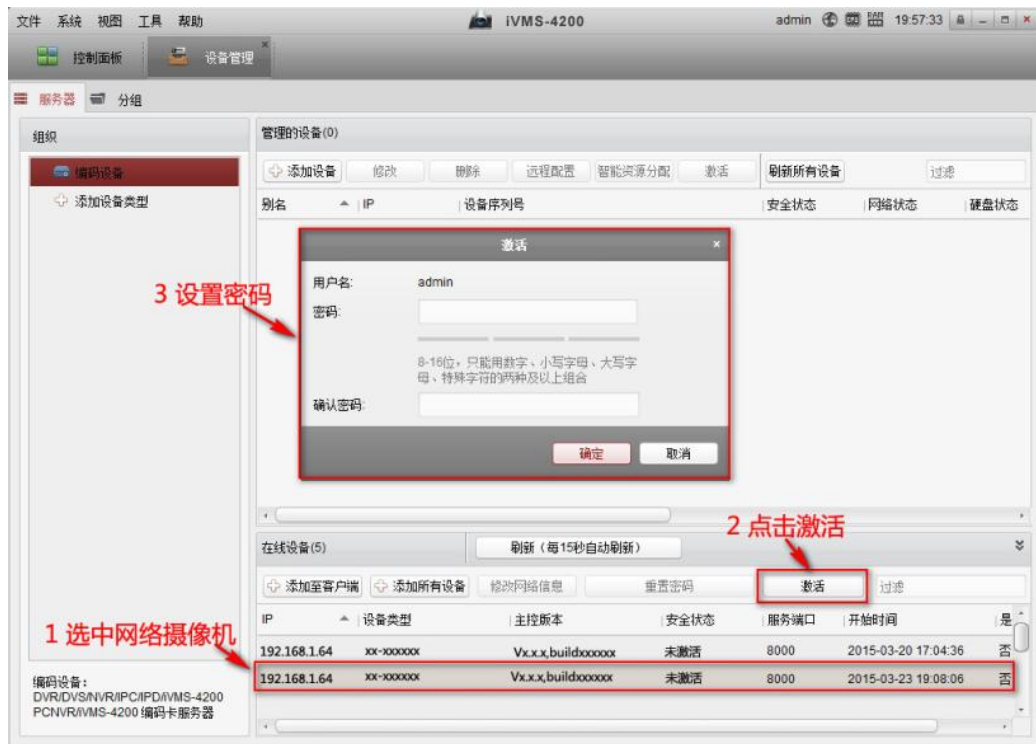 文件 系统 视图 工具 帮助 iVMS-4200 admin 19:57:33
控制面板 设备管理
服务器 分组
组织 管理的设备(0)
编码设备 添加设备 修改 删除 远程配置 智能资源分配 激活 刷新所有设备 过滤
添加设备类型 别名 IP 设备序列号 安全状态 网络状态 硬盘状态
激活
用户名: admin
3 设置密码
密码:
8-16位，只能用数字、小写字母、大写字
母、特殊字符的两种及以上组合
确认密码:
确定 取消
2 点击激活
在线设备(5) 刷新（每15秒自动刷新）
添加至客户端 添加所有设备 修改网络信息 重置密码 激活 过滤
IP 设备类型 主控版本 安全状态 服务端口 开始时间 是
1 选中网络摄像机
192.168.1.64 xx-xxxxxx Vx.x.x,buildxxxxxx 未激活 8000 2015-03-20 17:04:36 否
192.168.1.64 xx-xxxxxx Vx.x.x,buildxxxxxx 未激活 8000 2015-03-23 19:08:06 否
编码设备：
DVR/DVS/NVR/IPC/IPD/iVMS-4200
PCNVR/iVMS-4200 编码卡服务器